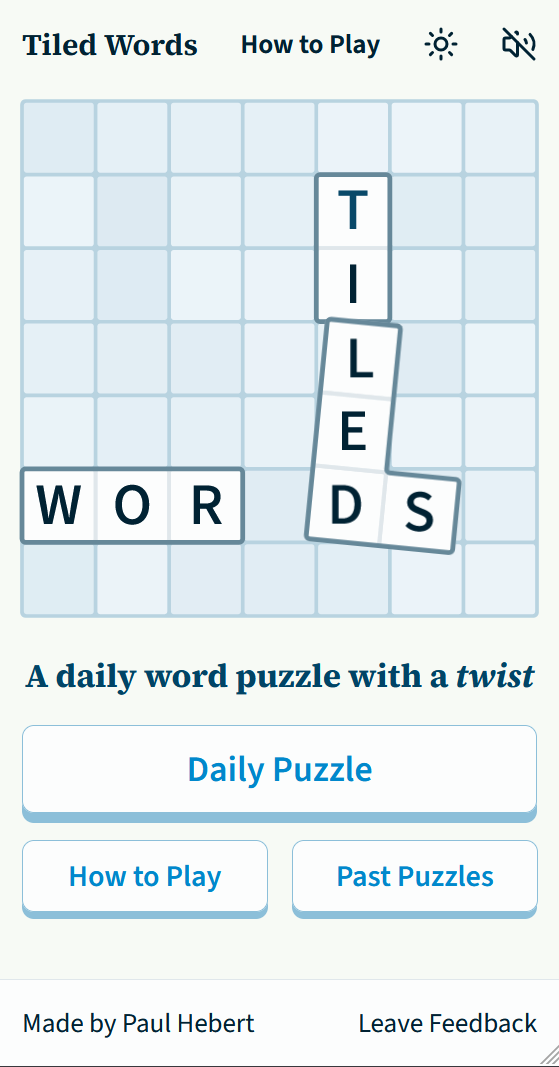 Tiled Words How to Play
T
I
L
E
W O R D S
A daily word puzzle with a twist
Daily Puzzle
How to Play Past Puzzles
Made by Paul Hebert Leave Feedback